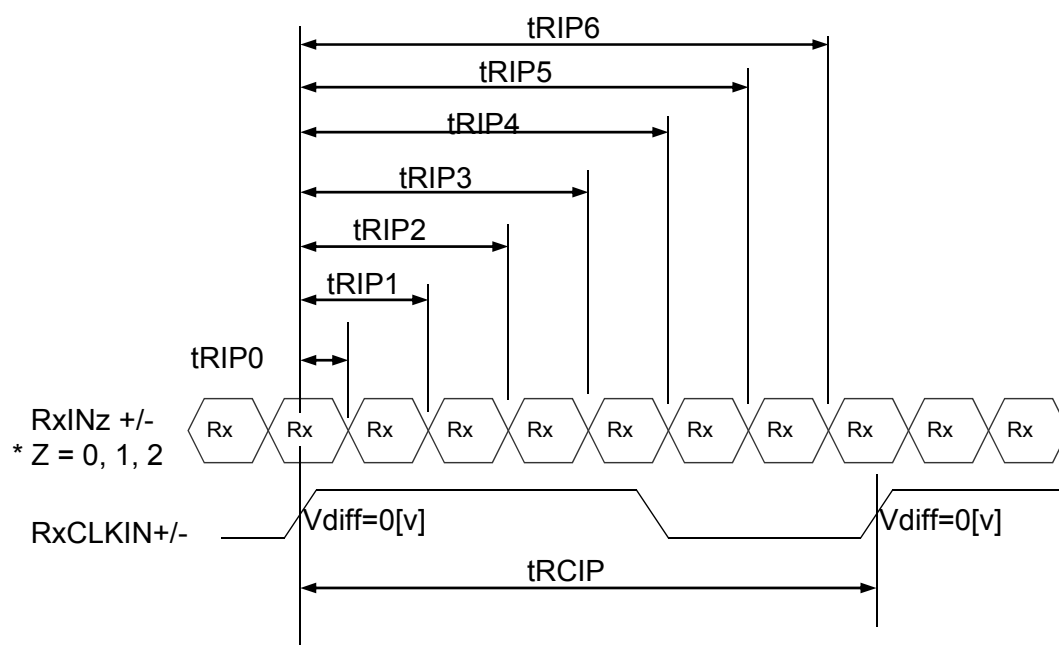 tRIP6
tRIP5
tRIP4
tRIP3
tRIP2
tRIP1
tRIP0
RxINz +/-
* Z = 0, 1, 2
Rx Rx Rx Rx Rx Rx Rx Rx Rx Rx Rx
RxCLKIN+/-
Vdiff=0[v] Vdiff=0[v]
tRCIP